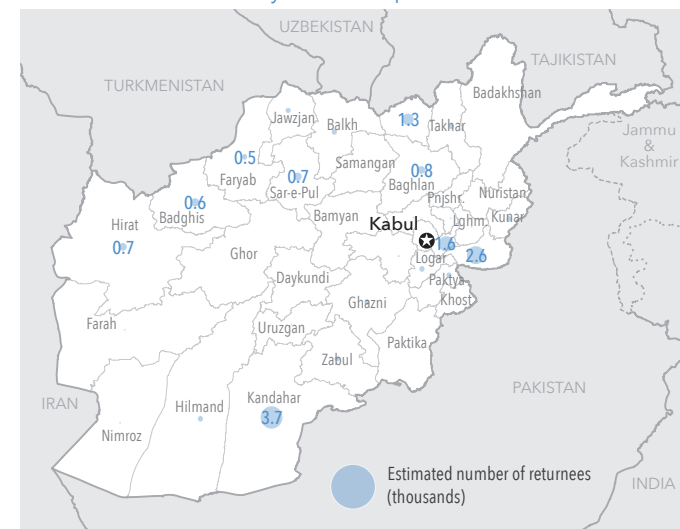 UZBEKISTAN
TAJIKISTAN
TURKMENISTAN
Badakhshan
Jawzjan
Balkh
1.3
Takhar
Jammu
&
Kashmir
0.5
Faryab
Samangan
0.7
Sar-e-Pul
0.8
Baghlan
Pnjshr.
Nuristan
0.6
Badghis
Hirat
0.7
Bamyan
Kabul
Lghm.
Kunar
1.6
2.6
Ghor
Logar
Daykundi
Paktya
Khost
Ghazni
Farah
Uruzgan
Paktika
Zabul
PAKISTAN
IRAN
Hilmand
Kandahar
3.7
Nimroz
Estimated number of returnees
(thousands)
INDIA